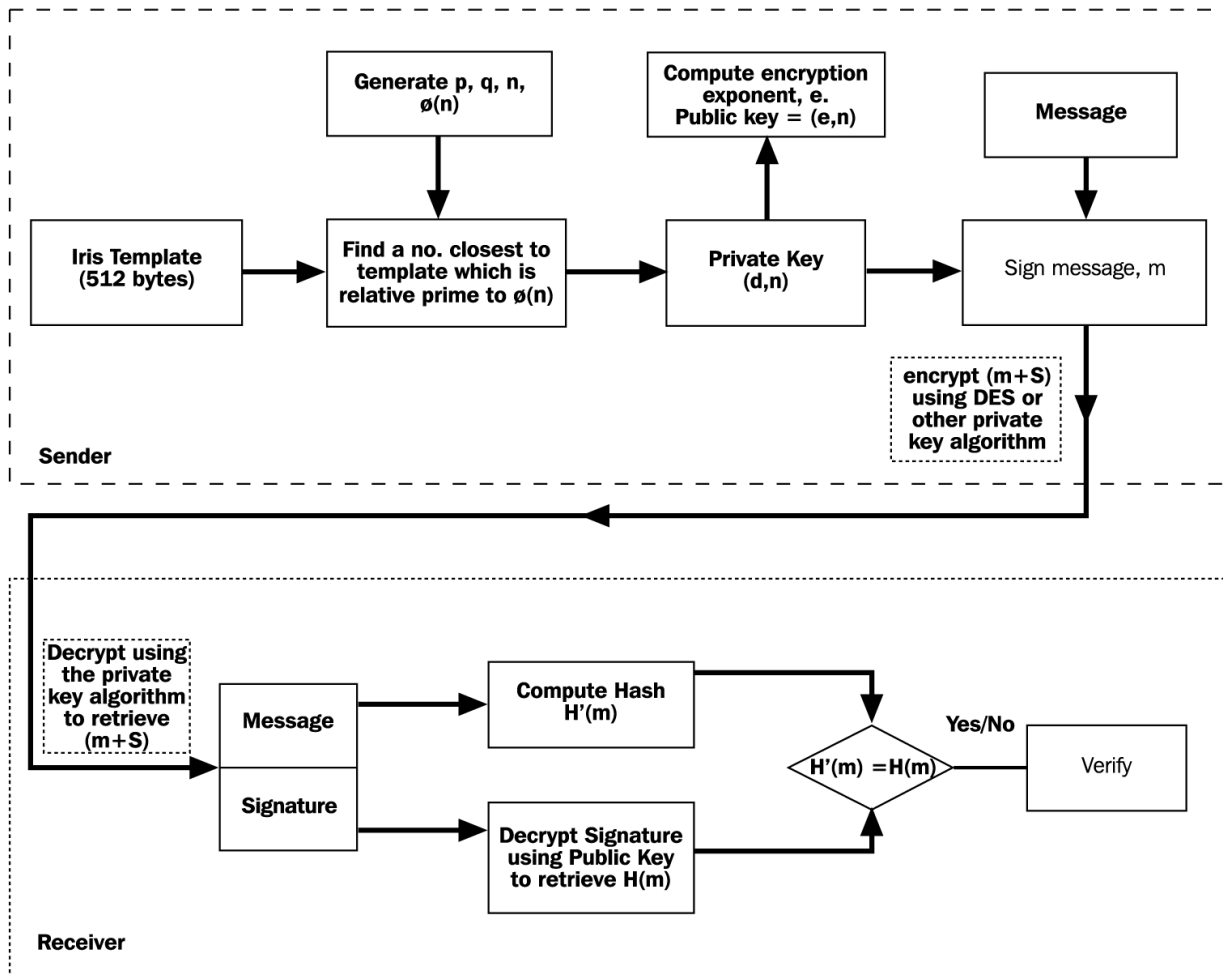 Generate p, q, n,
ø(n)
Compute encryption
exponent, e.
Public key = (e,n)
Message
Iris Template
(512 bytes)
Find a no. closest to
template which is
relative prime to ø(n)
Private Key
(d,n)
Sign message, m
encrypt (m+S)
using DES or
other private
key algorithm
Sender
Decrypt using
the private
key algorithm
to retrieve
(m+S)
Message
Signature
Compute Hash
H’(m)
Decrypt Signature
using Public Key
to retrieve H(m)
H’(m) =H(m)
Yes/No
Verify
Receiver